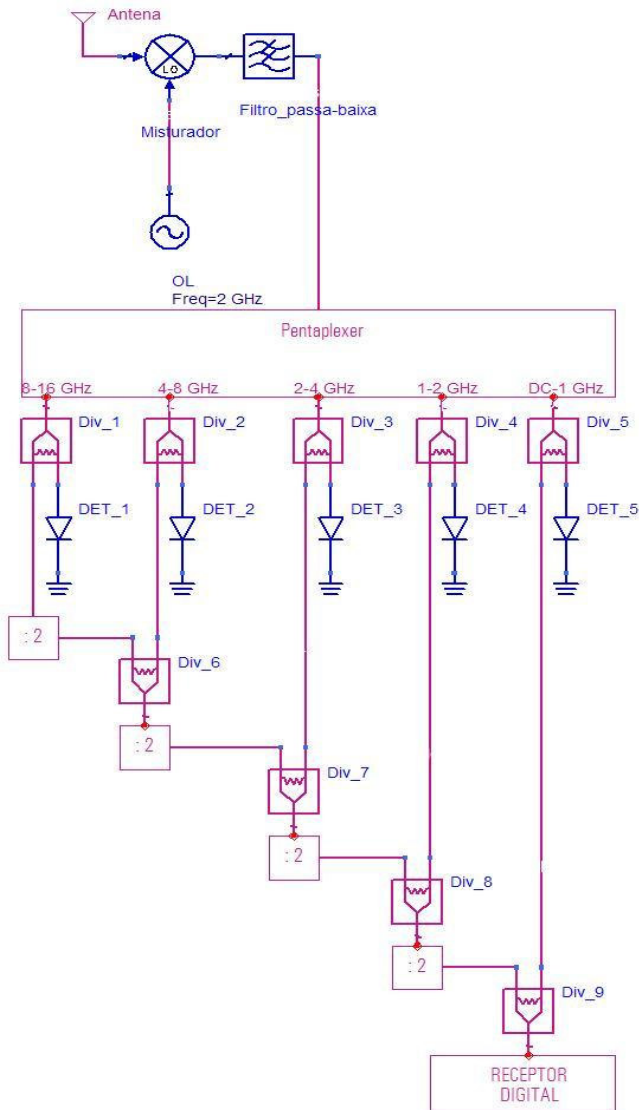 Antena
LO
Filtro_passa-baixa
Misturador
OL
Freq=2 GHz
Pentaplexer
8-16 GHz 4-8 GHz 2-4 GHz 1-2 GHz DC-1 GHz
Div_1 Div_2 Div_3 Div_4 Div_5
DET_1 DET_2 DET_3 DET_4 DET_5
: 2
Div_6
: 2
Div_7
: 2
Div_8
: 2
Div_9
RECEPTOR
DIGITAL